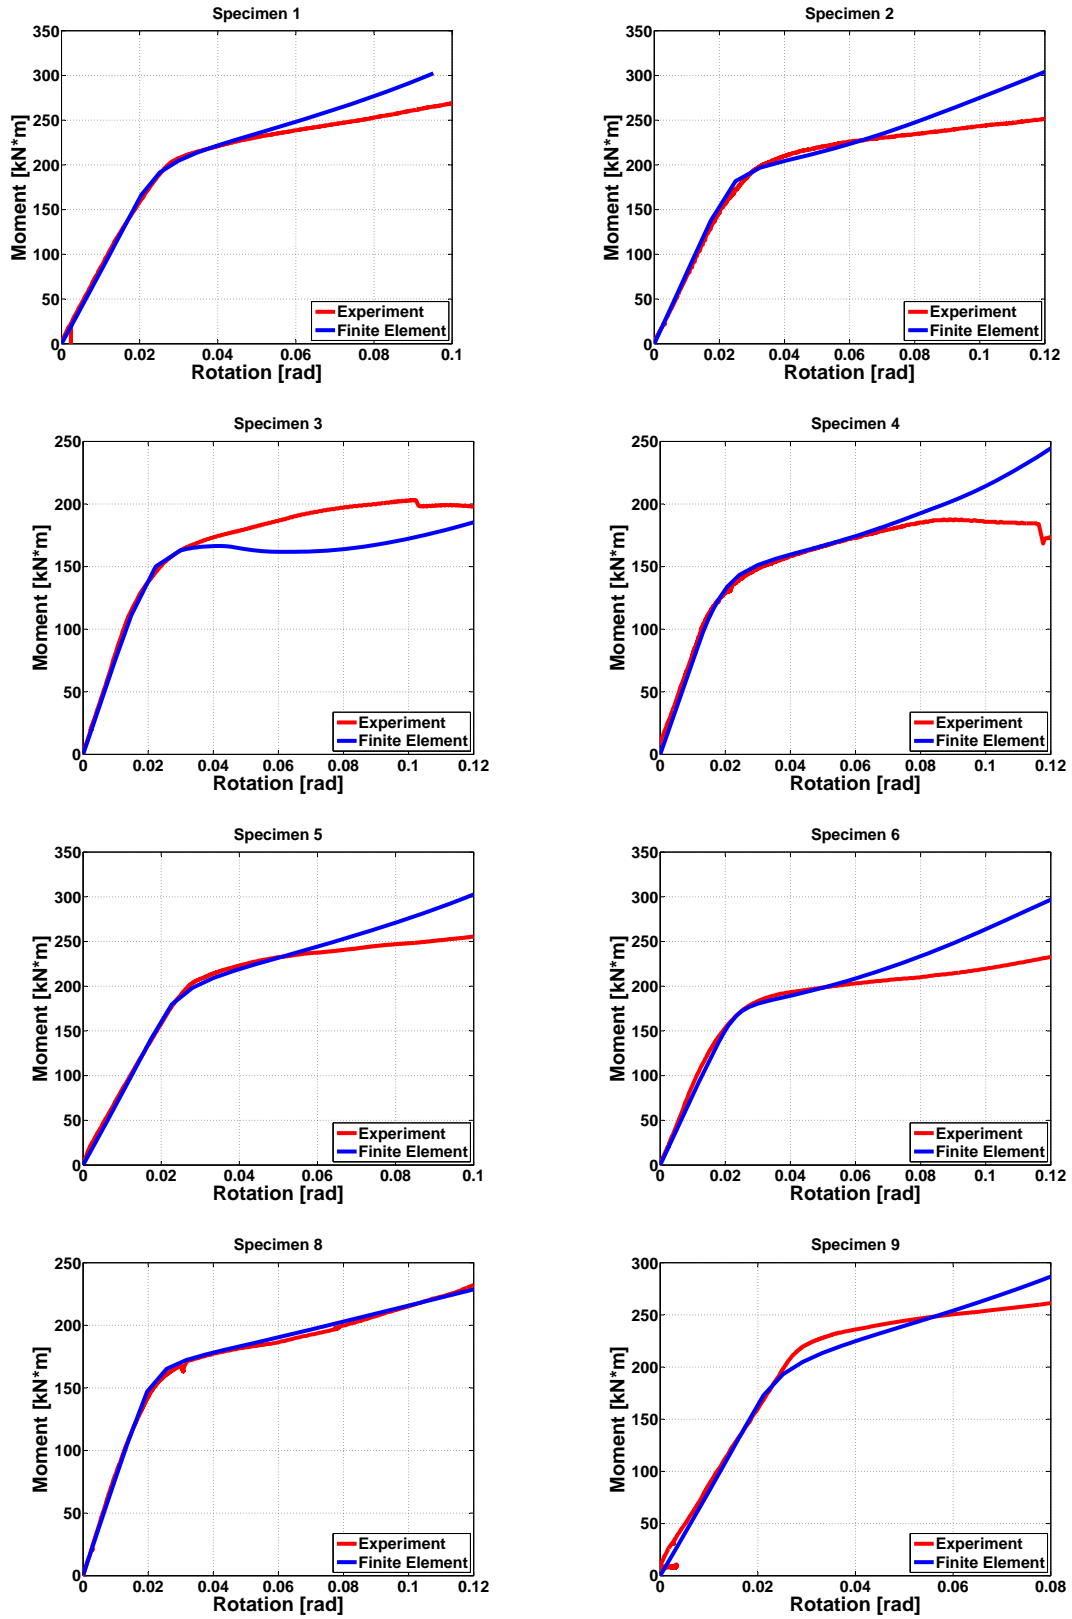 Specimen 1
350
300
250
200
150
100
50
0
Moment [kN*m]
0 0.02 0.04 0.06 0.08 0.1
Rotation [rad]
Experiment
Finite Element
Specimen 2
350
300
250
200
150
100
50
0
Moment [kN*m]
0 0.02 0.04 0.06 0.08 0.1 0.12
Rotation [rad]
Experiment
Finite Element
Specimen 3
250
200
150
100
50
0
Moment [kN*m]
0 0.02 0.04 0.06 0.08 0.1 0.12
Rotation [rad]
Experiment
Finite Element
Specimen 4
250
200
150
100
50
0
Moment [kN*m]
0 0.02 0.04 0.06 0.08 0.1 0.12
Rotation [rad]
Experiment
Finite Element
Specimen 5
350
300
250
200
150
100
50
0
Moment [kN*m]
0 0.02 0.04 0.06 0.08 0.1
Rotation [rad]
Experiment
Finite Element
Specimen 6
350
300
250
200
150
100
50
0
Moment [kN*m]
0 0.02 0.04 0.06 0.08 0.1 0.12
Rotation [rad]
Experiment
Finite Element
Specimen 8
250
200
150
100
50
0
Moment [kN*m]
0 0.02 0.04 0.06 0.08 0.1 0.12
Rotation [rad]
Experiment
Finite Element
Specimen 9
300
250
200
150
100
50
0
Moment [kN*m]
0 0.02 0.04 0.06 0.08
Rotation [rad]
Experiment
Finite Element